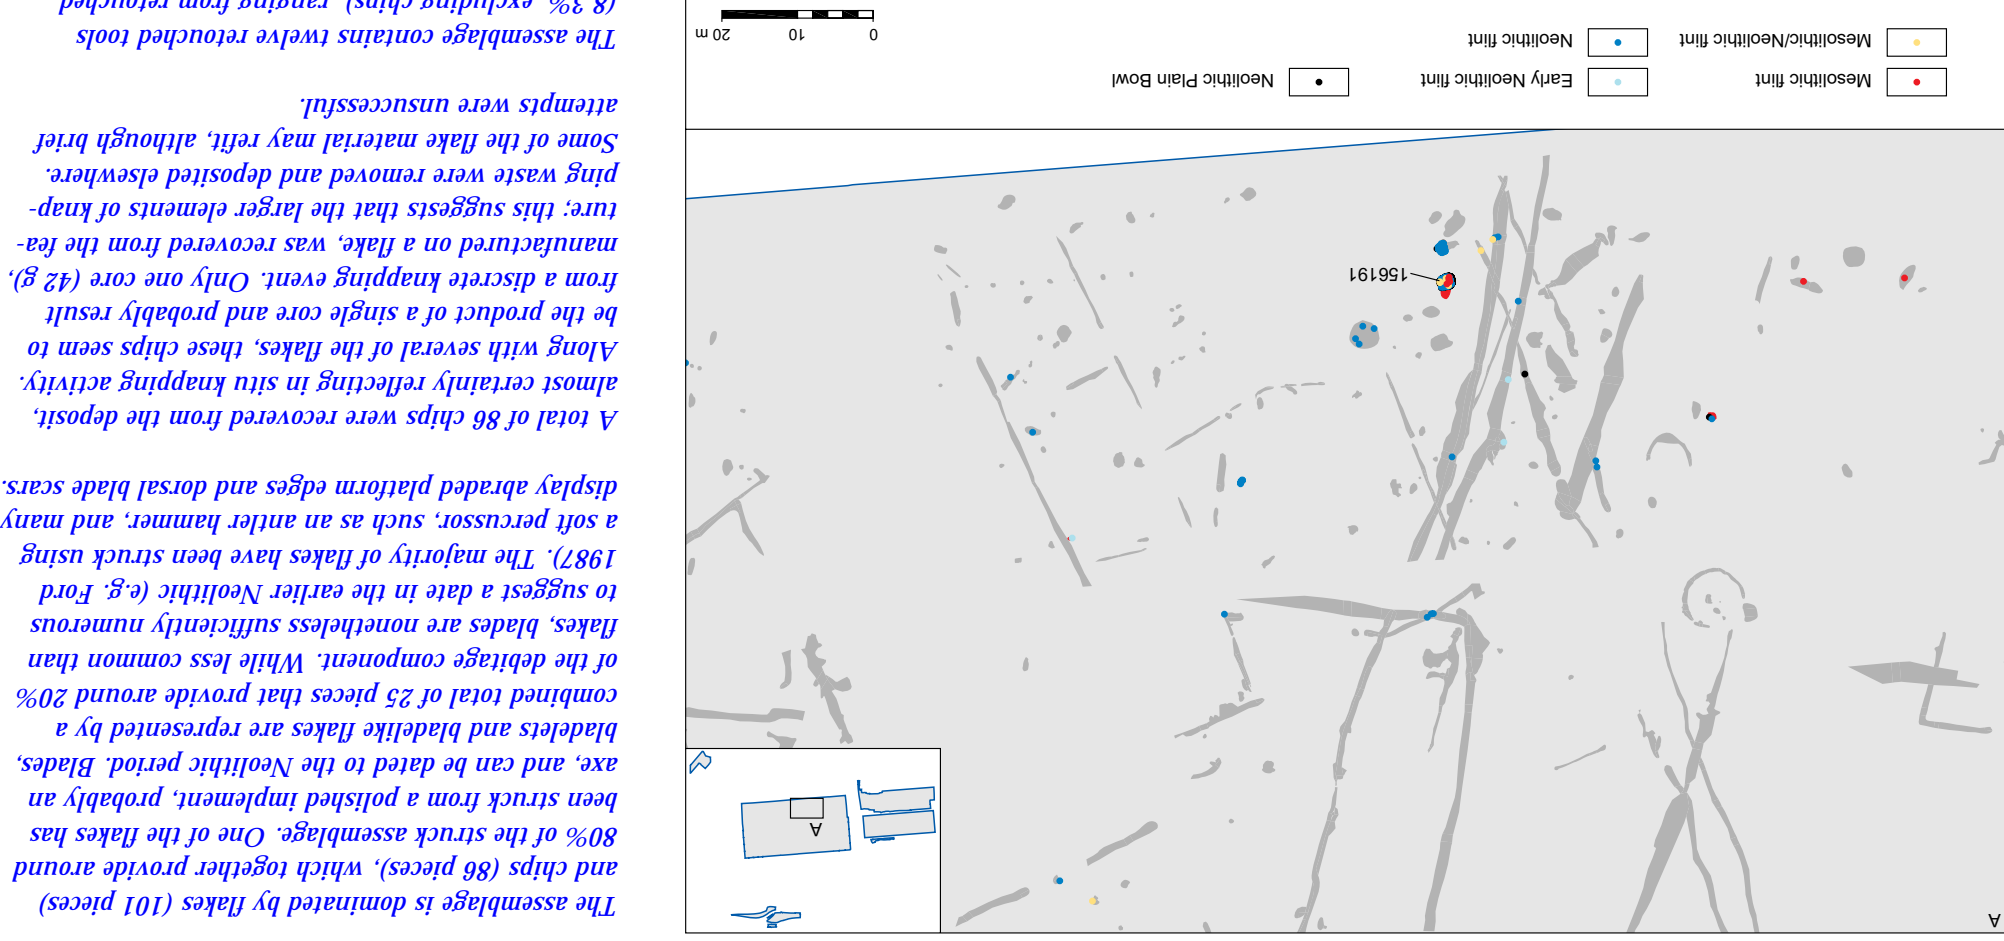 A
A
156191
Mesolithic flint
Early Neolithic flint
Neolithic Plain Bowl
Mesolithic/Neolithic flint
Neolithic flint
0 10 20 m
The assemblage is dominated by flakes (101 pieces)
and chips (86 pieces), which together provide around
80% of the struck assemblage. One of the flakes has
been struck from a polished implement, probably an
axe, and can be dated to the Neolithic period. Blades,
bladelets and bladelike flakes are represented by a
combined total of 25 pieces that provide around 20%
of the debitage component. While less common than
flakes, blades are nonetheless sufficiently numerous
to suggest a date in the earlier Neolithic (e.g. Ford
1987). The majority of flakes have been struck using
a soft percussor, such as an antler hammer, and many
display abraded platform edges and dorsal blade scars.
A total of 86 chips were recovered from the deposit,
almost certainly reflecting in situ knapping activity.
Along with several of the flakes, these chips seem to
be the product of a single core and probably result
from a discrete knapping event. Only one core (42 g),
manufactured on a flake, was recovered from the fea-
ture; this suggests that the larger elements of knap-
ping waste were removed and deposited elsewhere.
Some of the flake material may refit, although brief
attempts were unsuccessful.
The assemblage contains twelve retouched tools
(8.3%, excluding chips), ranging from retouched